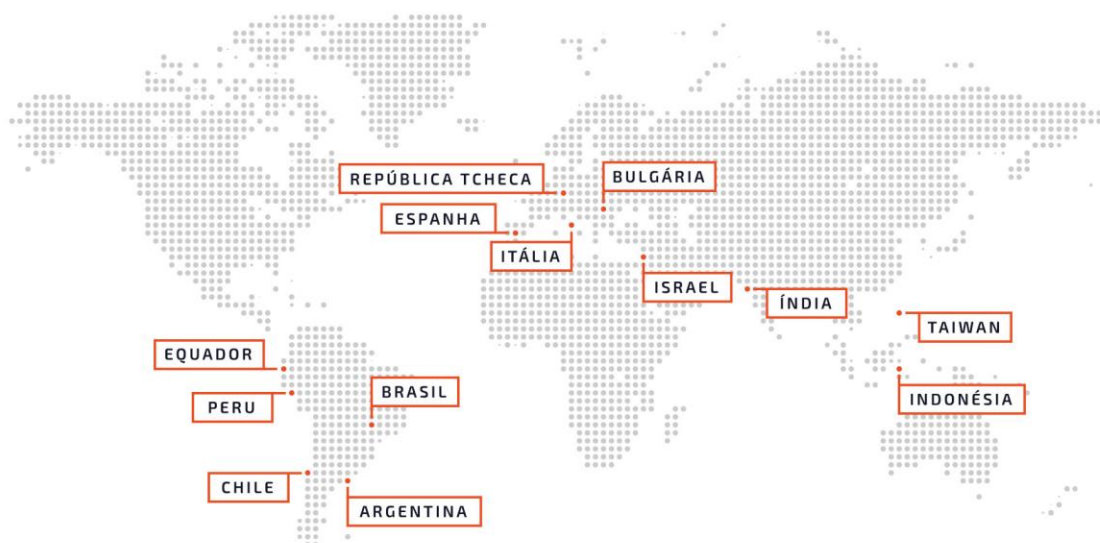 REPÚBLICA TCHECA
BULGÁRIA
ESPANHA
ITÁLIA
ISRAEL
ÍNDIA
TAIWAN
EQUADOR
BRASIL
PERU
INDONÉSIA
CHILE
ARGENTINA